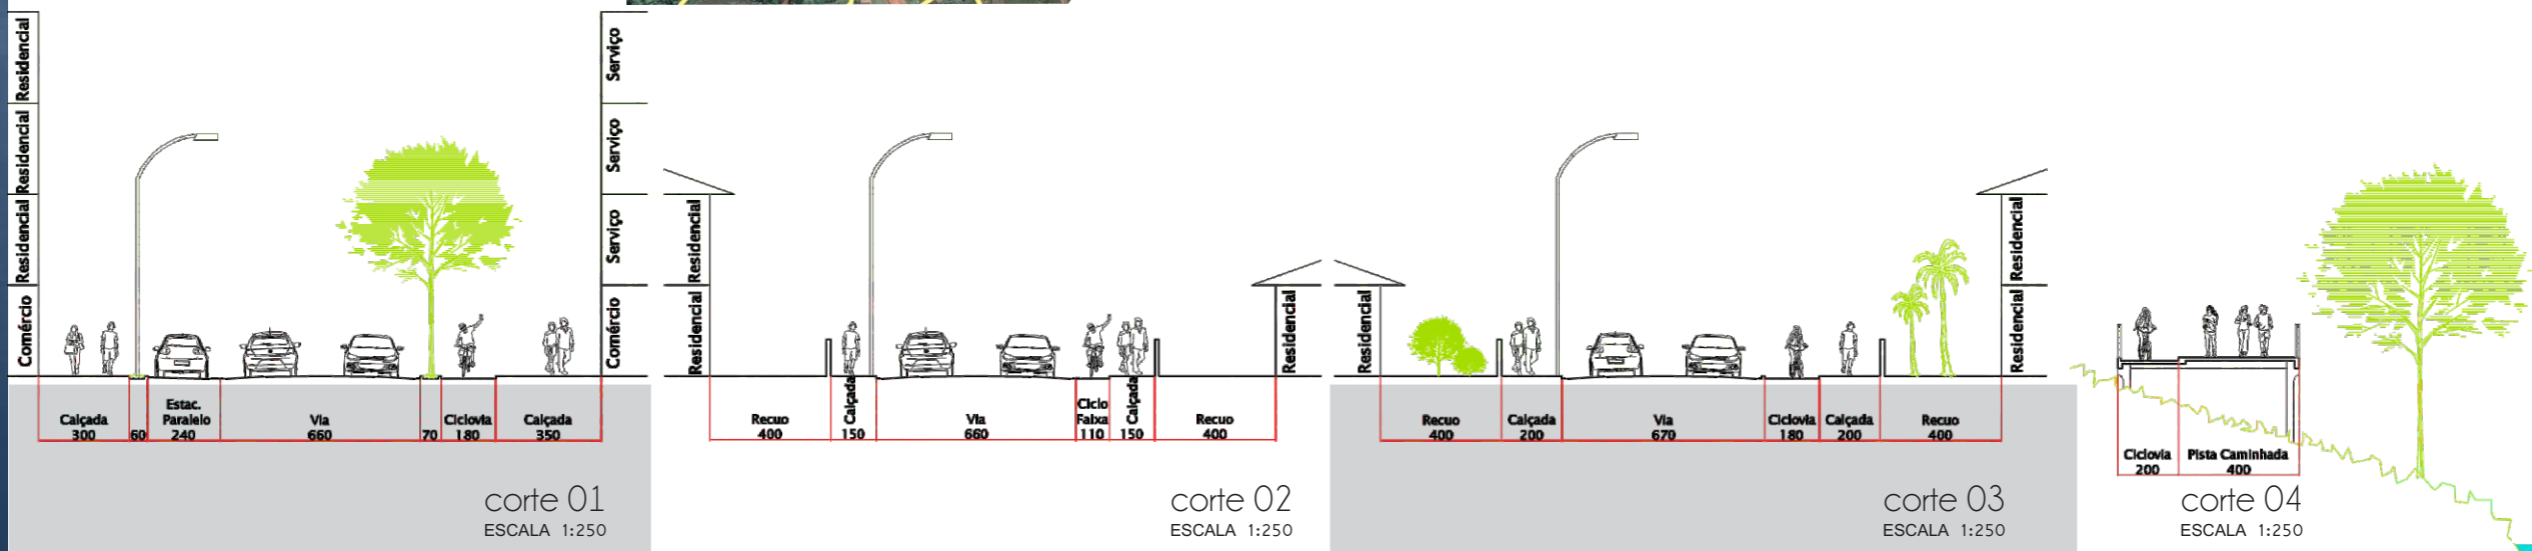 Residencial
Residencial
Residencial
Comércio
Serviço
Serviço
Serviço
Comércio
Calçada
300
60
Estac.
Paralelo
240
Via
660
70
Ciclovia
180
Calçada
350
corte 01
ESCALA 1:250
Residencial
Residencial
Residencial
Recuo
400
Calçada
150
Via
660
Ciclo
Faixa
110
Calçada
150
Recuo
400
corte 02
ESCALA 1:250
Residencial
Residencial
Residencial
Recuo
400
Calçada
200
Via
670
Ciclovia
180
Calçada
200
Recuo
400
corte 03
ESCALA 1:250
Ciclovia
200
Pista Caminhada
400
corte 04
ESCALA 1:250